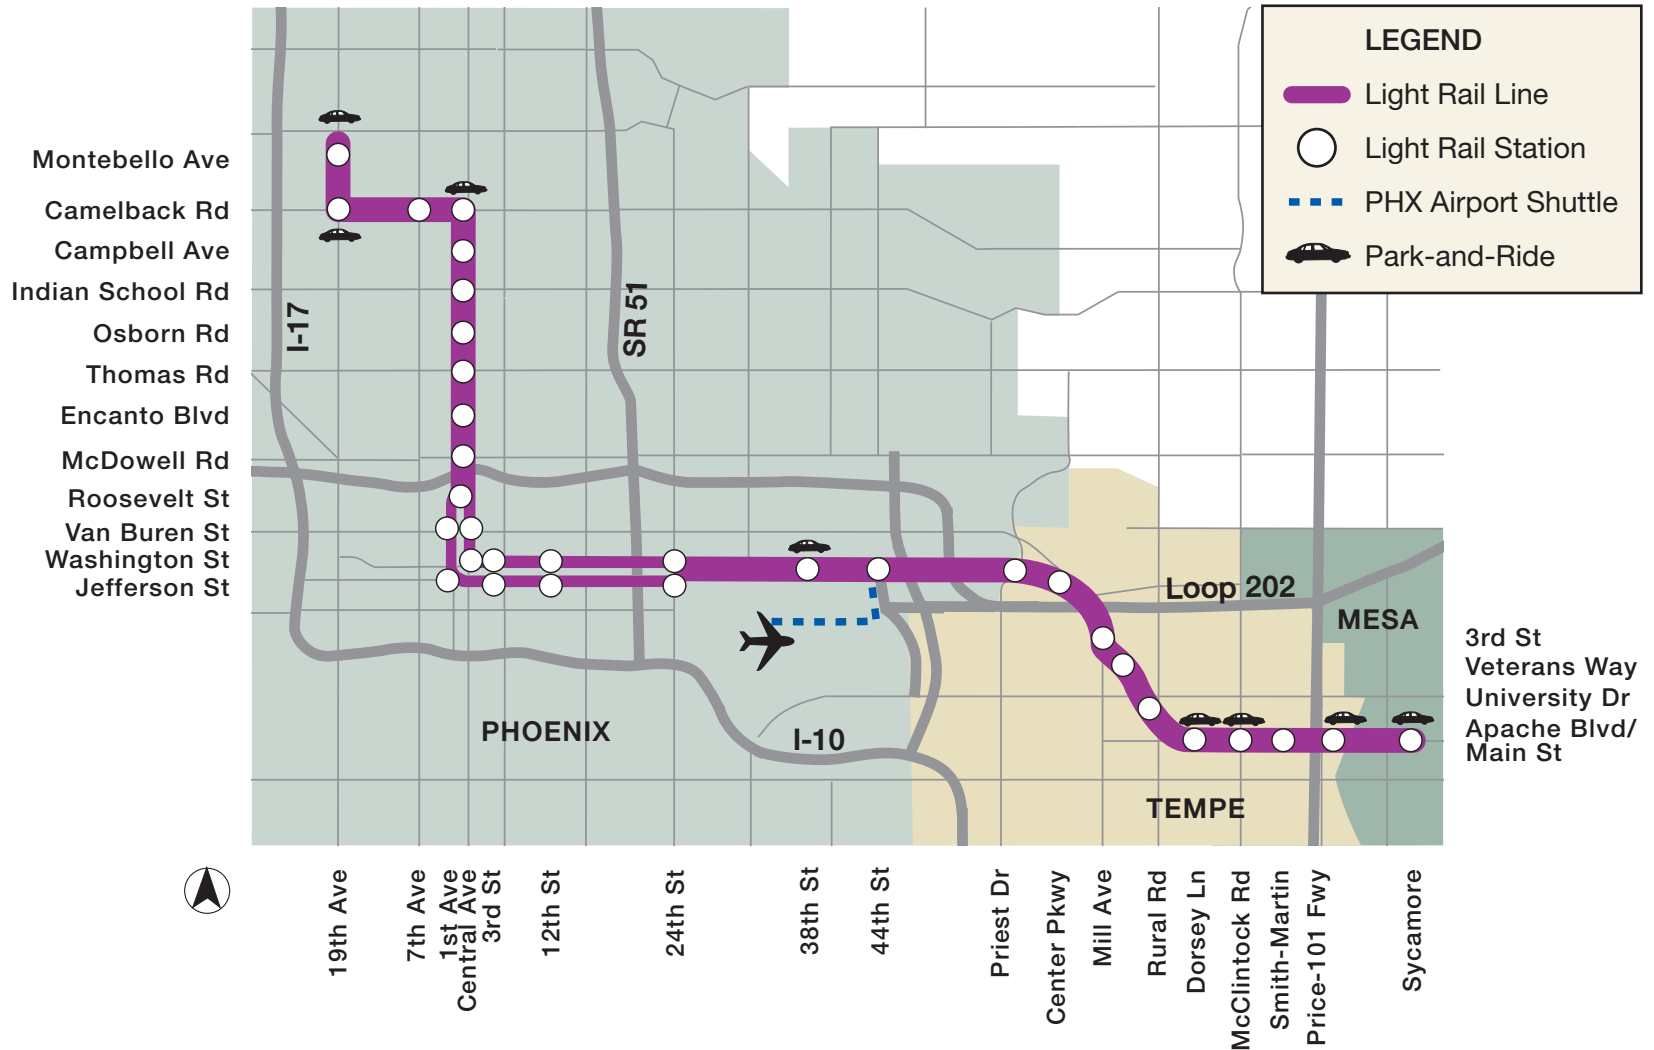 LEGEND
Light Rail Line
Light Rail Station
PHX Airport Shuttle
Park-and-Ride
Montebello Ave
Camelback Rd
Campbell Ave
Indian School Rd
Osborn Rd
Thomas Rd
Encanto Blvd
McDowell Rd
Roosevelt St
Van Buren St
Washington St
Jefferson St
I-17
SR 51
Loop 202
MESA
PHOENIX
I-10
TEMPE
3rd St
Veterans Way
University Dr
Apache Blvd/
Main St
19th Ave
7th Ave
1st Ave
Central Ave
3rd St
12th St
24th St
38th St
44th St
Priest Dr
Center Pkwy
Mill Ave
Rural Rd
Dorsey Ln
McClintock Rd
Smith-Martin
Price-101 Fwy
Sycamore